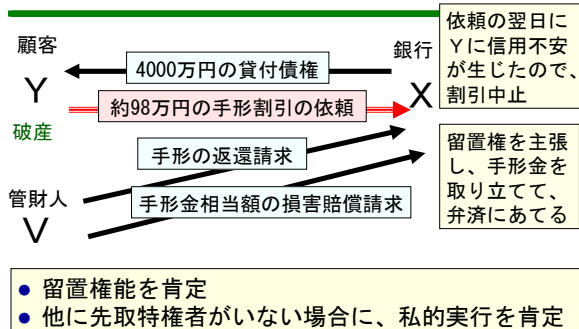 顧客
Y
破産
4000万円の貸付債権
約98万円の手形割引の依頼
銀行
X
依頼の翌日に
Yに信用不安
が生じたので、
割引中止
手形の返還請求
手形金相当額の損害賠償請求
管財人
V
留置権を主張
し、手形金を
取り立てて、
弁済にあてる
● 留置権能を肯定
● 他に先取特権者がいない場合に、私的実行を肯定